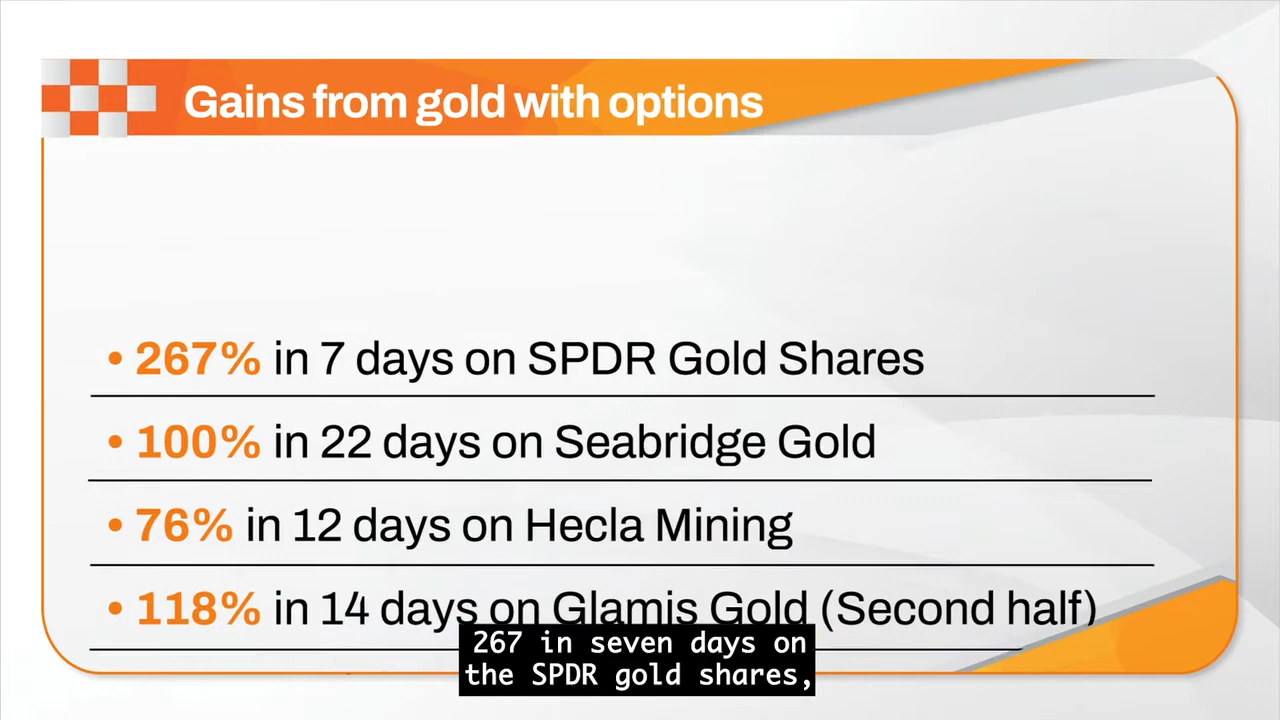 Gains from gold with options
• 267% in 7 days on SPDR Gold Shares
• 100% in 22 days on Seabridge Gold
• 76% in 12 days on Hecla Mining
• 118% in 14 days on Glamis Gold (Second half)
267 in seven days on
the SPDR gold shares,